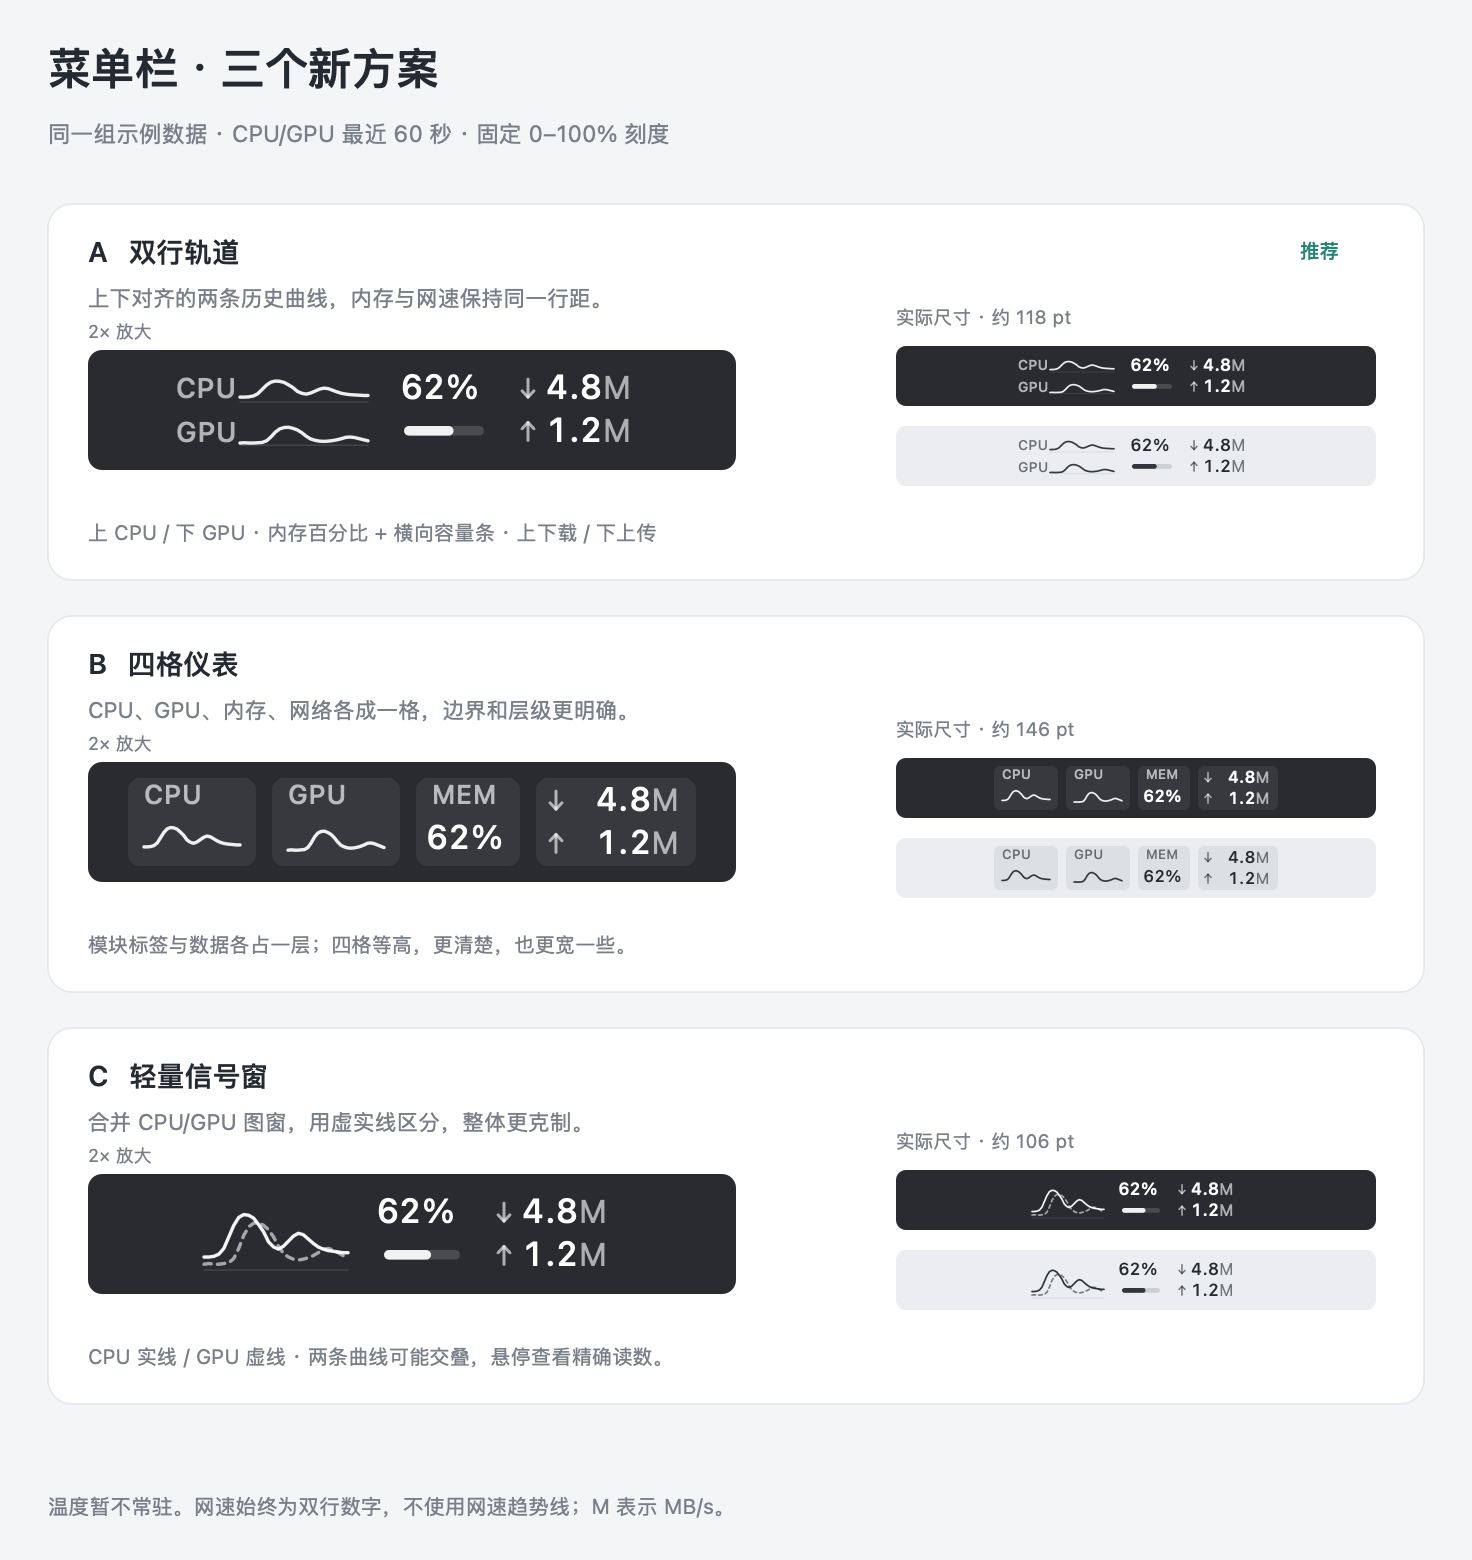 菜单栏 · 三个新方案
同一组示例数据 · CPU/GPU 最近 60 秒 · 固定 0–100% 刻度
A 双行轨道
推荐
上下对齐的两条历史曲线，内存与网速保持同一行距。
2× 放大
CPU 62% ↓ 4.8M
GPU ↑ 1.2M
实际尺寸 · 约 118 pt
CPU 62% ↓ 4.8M
GPU ↑ 1.2M
CPU 62% ↓ 4.8M
GPU ↑ 1.2M
上 CPU / 下 GPU · 内存百分比 + 横向容量条 · 上下载 / 下上传
B 四格仪表
CPU、GPU、内存、网络各成一格，边界和层级更明确。
2× 放大
CPU GPU MEM ↓ 4.8M
62% ↑ 1.2M
实际尺寸 · 约 146 pt
CPU GPU MEM ↓ 4.8M
62% ↑ 1.2M
CPU GPU MEM ↓ 4.8M
62% ↑ 1.2M
模块标签与数据各占一层；四格等高，更清楚，也更宽一些。
C 轻量信号窗
合并 CPU/GPU 图窗，用虚实线区分，整体更克制。
2× 放大
62% ↓ 4.8M
↑ 1.2M
实际尺寸 · 约 106 pt
62% ↓ 4.8M
↑ 1.2M
62% ↓ 4.8M
↑ 1.2M
CPU 实线 / GPU 虚线 · 两条曲线可能交叠，悬停查看精确读数。
温度暂不常驻。网速始终为双行数字，不使用网速趋势线；M 表示 MB/s。